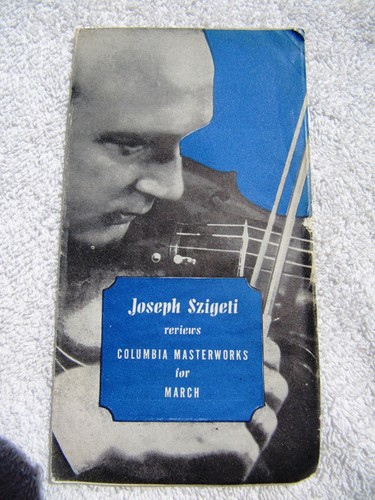 Joseph Szigeti
reviews
COLUMBIA MASTERWORKS
for
MARCH